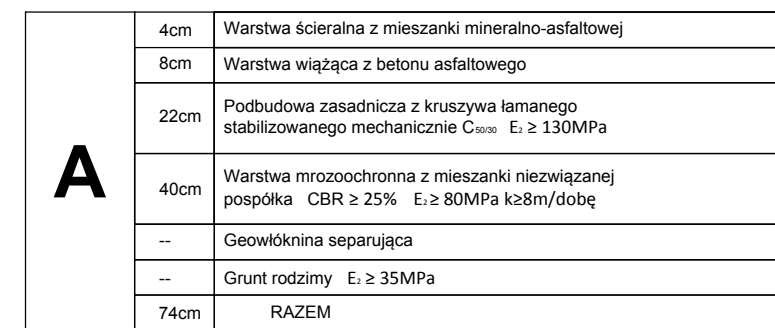 A
4cm Warstwa ścieralna z mieszanki mineralno-asfaltowej
8cm Warstwa wiążąca z betonu asfaltowego
22cm Podbudowa zasadnicza z kruszywa łamanego
stabilizowanego mechanicznie C50/30 E2 ≥ 130MPa
40cm Warstwa mrozoochronna z mieszanki niezwiązanej
pospółka CBR ≥ 25% E2 ≥ 80MPa k≥8m/dobę
-- Geowłóknina separująca
-- Grunt rodzimy E2 ≥ 35MPa
74cm RAZEM